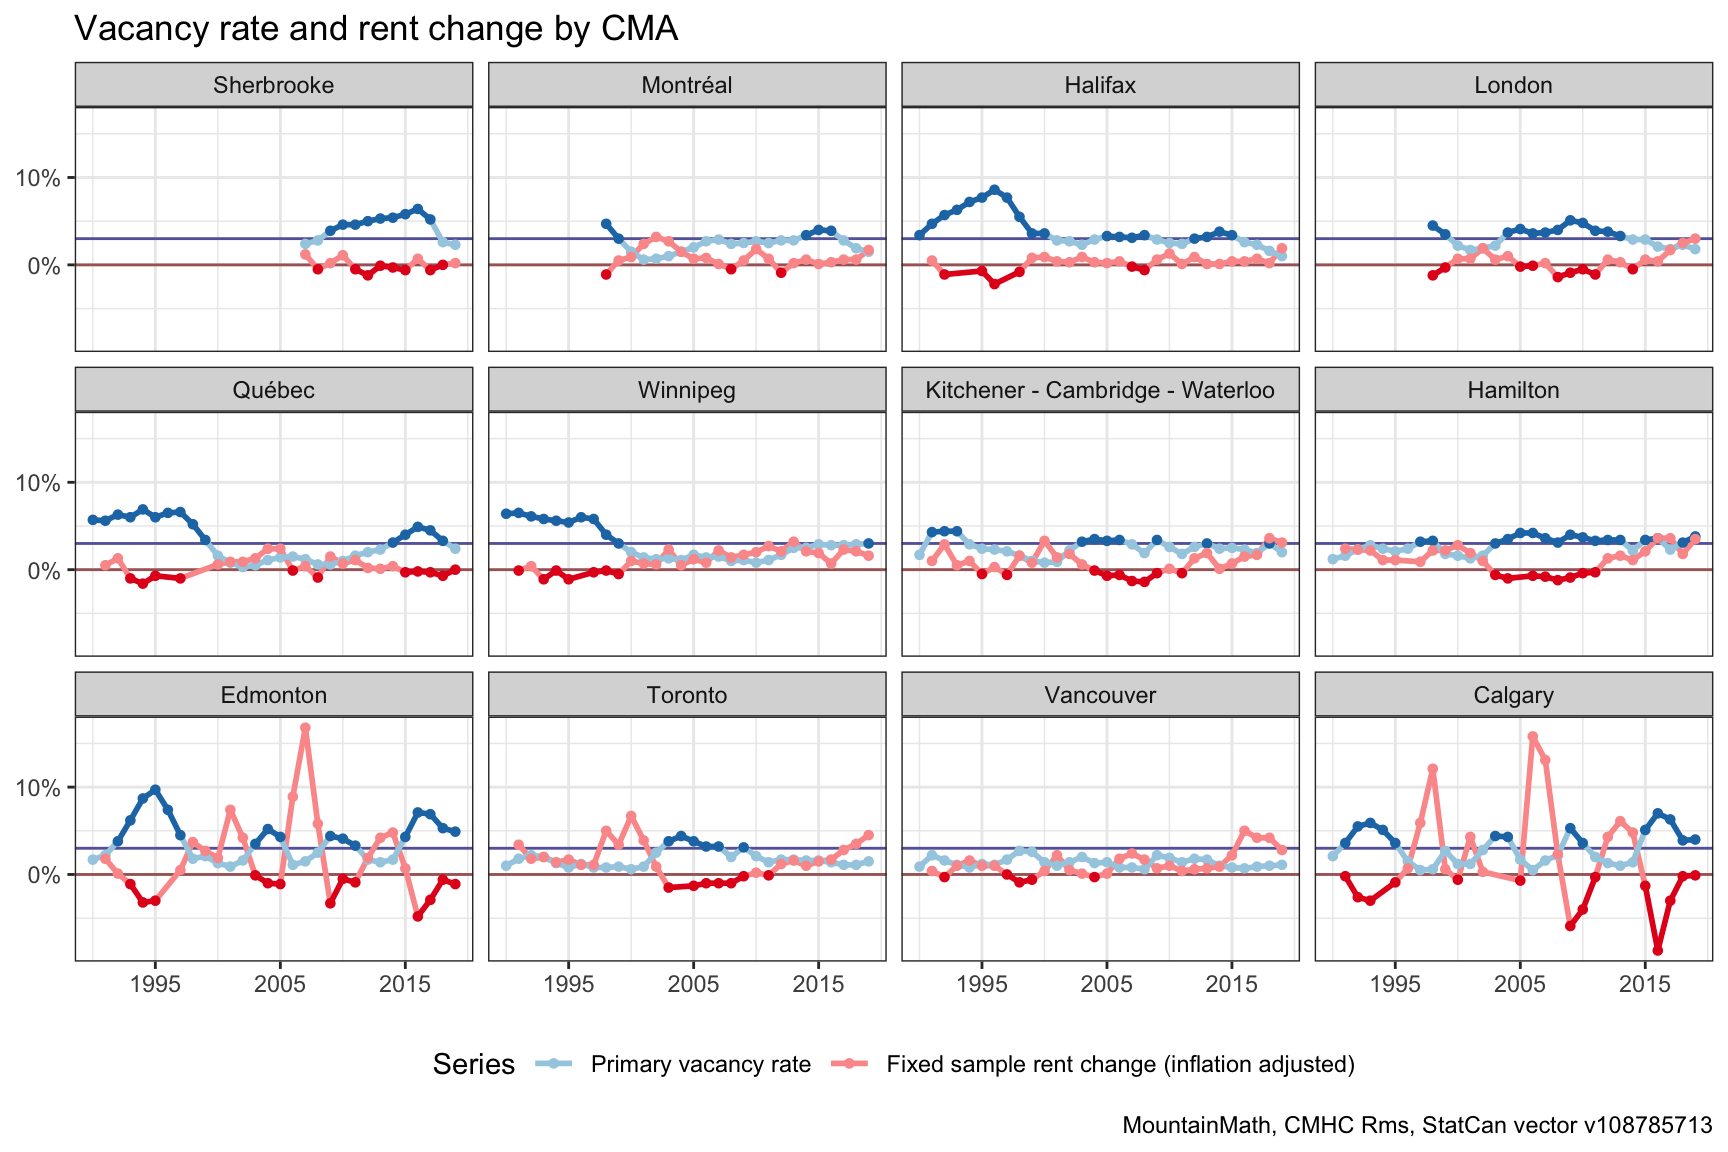 Vacancy rate and rent change by CMA
Sherbrooke
Montréal
Halifax
London
10%
0%
Québec
Winnipeg
Kitchener - Cambridge - Waterloo
Hamilton
10%
0%
Edmonton
Toronto
Vancouver
Calgary
10%
0%
1995 2005 2015
1995 2005 2015
1995 2005 2015
1995 2005 2015
Series Primary vacancy rate Fixed sample rent change (inflation adjusted)
MountainMath, CMHC Rms, StatCan vector v108785713